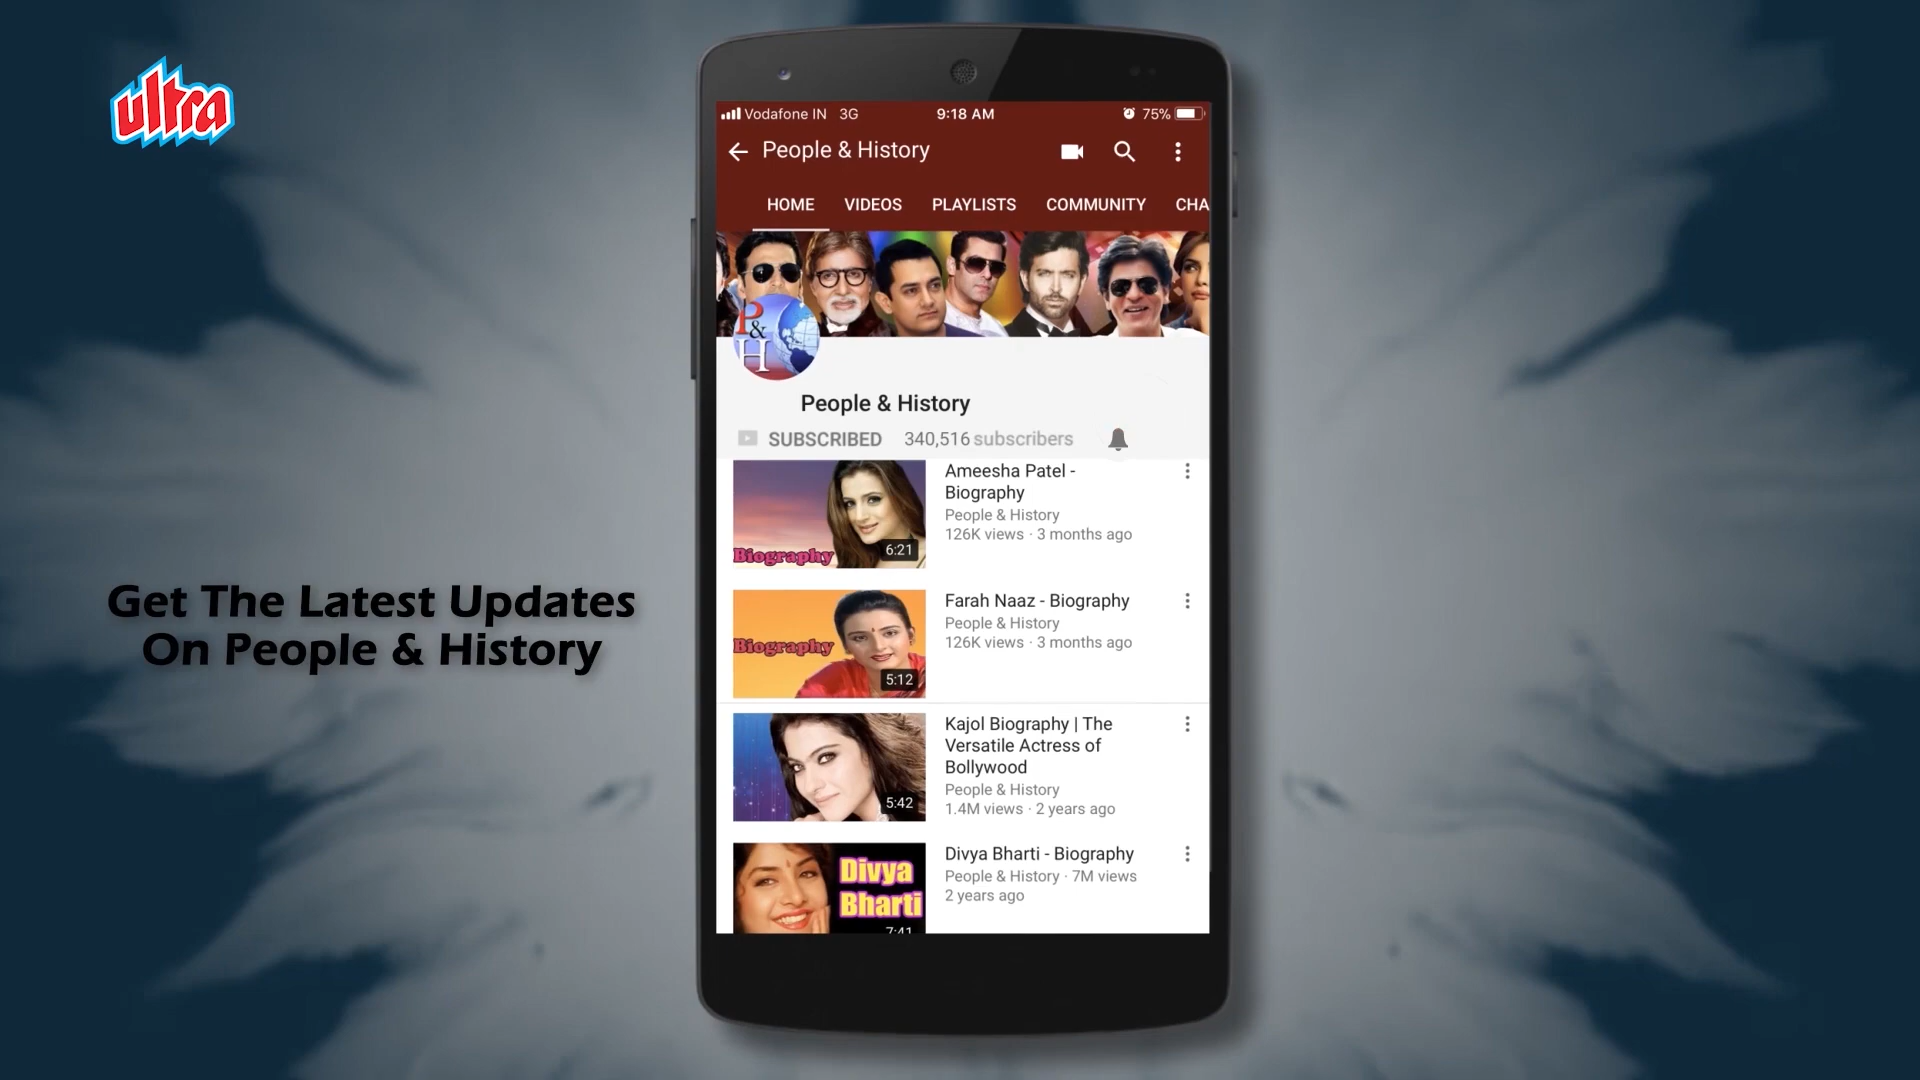 ultra
Vodafone IN 3G 9:18 AM 75%
People & History
HOME VIDEOS PLAYLISTS COMMUNITY CHA
P
&
H
People & History
SUBSCRIBED 340,516 subscribers
Biography
6:21
Ameesha Patel -
Biography
People & History
126K views · 3 months ago
Biography
5:12
Farah Naaz - Biography
People & History
126K views · 3 months ago
5:42
Kajol Biography | The
Versatile Actress of
Bollywood
People & History
1.4M views · 2 years ago
Divya
Bharti
7:41
Divya Bharti - Biography
People & History · 7M views
2 years ago
Get The Latest Updates
On People & History